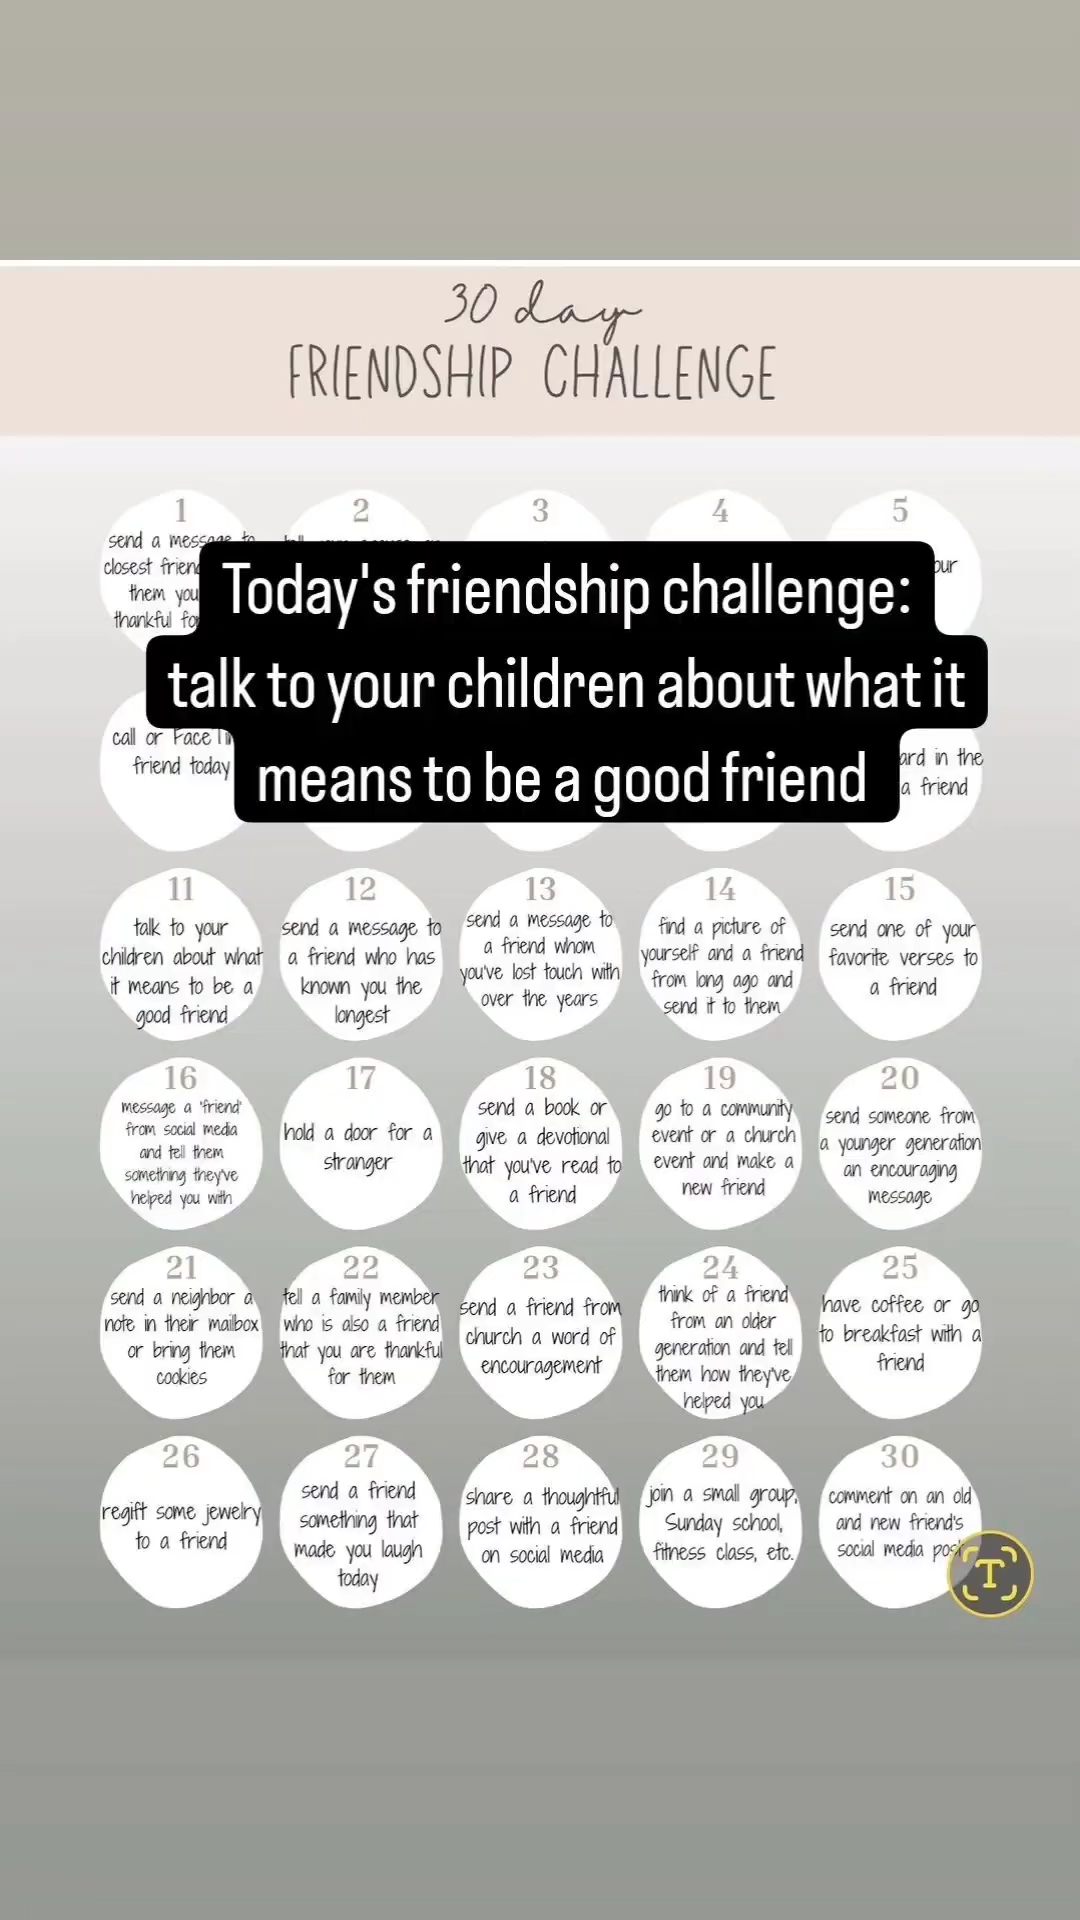 30 day
FRIENDSHIP CHALLENGE
1
send a message to
closest
them you
thankful
2
3
4
5
Today's friendship challenge:
talk to your children about what it
means to be a good friend
call or
friend today
in the
a friend
11
talk to your
children about what
it means to be a
good friend
12
send a message to
a friend who has
known you the
longest
13
send a message to
a friend whom
you've lost touch with
over the years
14
find a picture of
yourself and a friend
from long ago and
send it to them
15
send one of your
favorite verses to
a friend
16
message a 'friend'
from social media
and tell them
something they've
helped you with
17
hold a door for a
stranger
18
send a book or
give a devotional
that you've read to
a friend
19
go to a community
event or a church
event and make a
new friend
20
send someone from
a younger generation
an encouraging
message
21
send a neighbor a
note in their mailbox
or bring them
cookies
22
tell a family member
who is also a friend
that you are thankful
for them
23
send a friend from
church a word of
encouragement
24
think of a friend
from an older
generation and tell
them how they've
helped you
25
have coffee or go
to breakfast with a
friend
26
regift some jewelry
to a friend
27
send a friend
something that
made you laugh
today
28
share a thoughtful
post with a friend
on social media
29
join a small group,
Sunday school,
fitness class, etc.
30
comment on an old
and new friend's
social media post
T